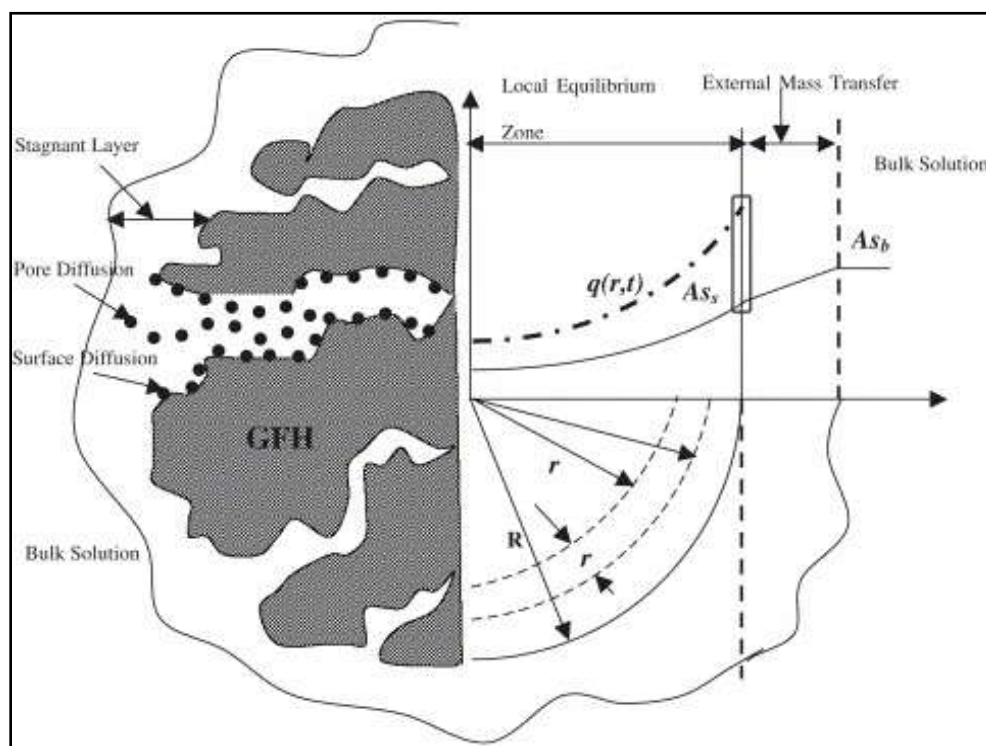 Local Equilibrium
External Mass Transfer
Zone
Stagnant Layer
Bulk Solution
As_b
q(r,t)
As_s
Pore Diffusion
Surface Diffusion
GFH
r
R
r
Bulk Solution